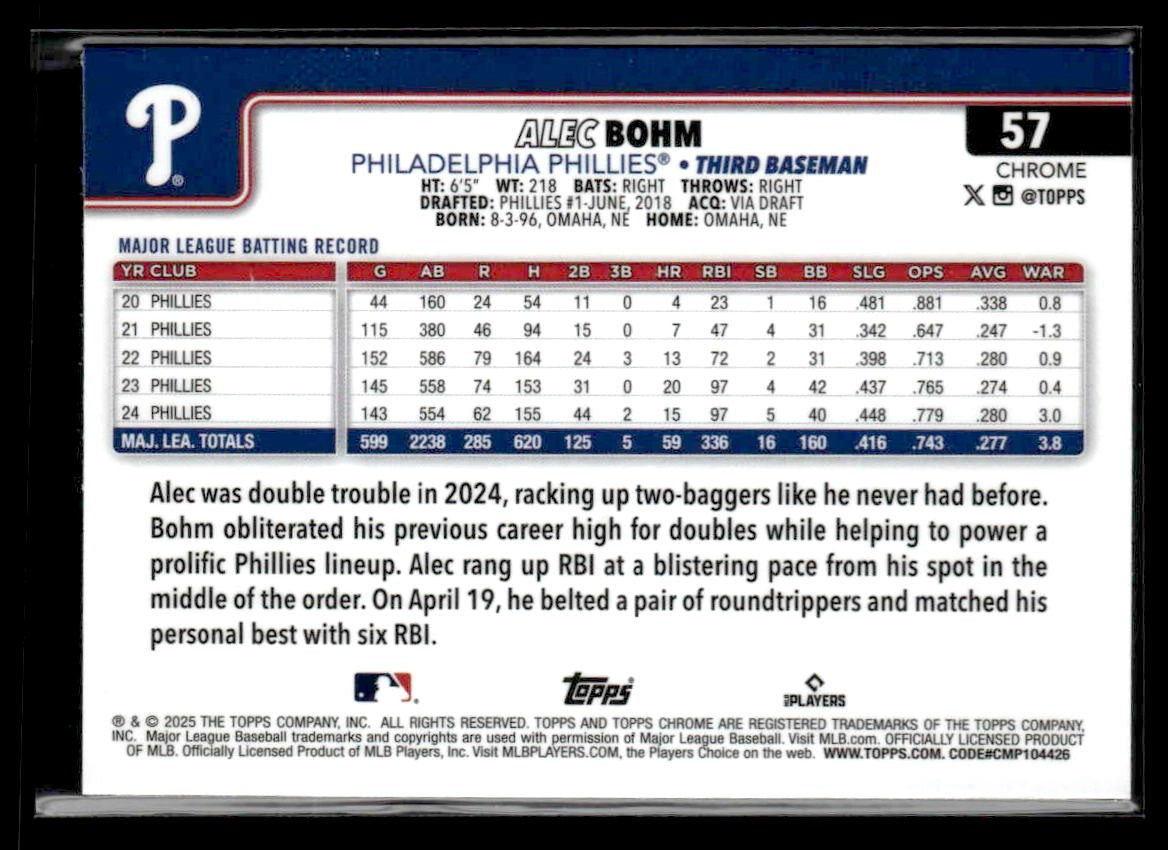 P®
57
ALEC BOHM
PHILADELPHIA PHILLIES® • THIRD BASEMAN
CHROME
HT: 6'5" WT: 218 BATS: RIGHT THROWS: RIGHT
@TOPPS
DRAFTED: PHILLIES #1-JUNE, 2018 ACQ: VIA DRAFT
BORN: 8-3-96, OMAHA, NE HOME: OMAHA, NE
MAJOR LEAGUE BATTING RECORD
YR CLUB G AB R H 2B 3B HR RBI SB BB SLG OPS AVG WAR
20 PHILLIES 44 160 24 54 11 0 4 23 1 16 .481 .881 .338 0.8
21 PHILLIES 115 380 46 94 15 0 7 47 4 31 .342 .647 .247 -1.3
22 PHILLIES 152 586 79 164 24 3 13 72 2 31 .398 .713 .280 0.9
23 PHILLIES 145 558 74 153 31 0 20 97 4 42 .437 .765 .274 0.4
24 PHILLIES 143 554 62 155 44 2 15 97 5 40 .448 .779 .280 3.0
MAJ. LEA. TOTALS 599 2238 285 620 125 5 59 336 16 160 .416 .743 .277 3.8
Alec was double trouble in 2024, racking up two-baggers like he never had before.
Bohm obliterated his previous career high for doubles while helping to power a
prolific Phillies lineup. Alec rang up RBI at a blistering pace from his spot in the
middle of the order. On April 19, he belted a pair of roundtrippers and matched his
personal best with six RBI.
Topps®
MLB PLAYERS
® & © 2025 THE TOPPS COMPANY, INC. ALL RIGHTS RESERVED. TOPPS AND TOPPS CHROME ARE REGISTERED TRADEMARKS OF THE TOPPS COMPANY,
INC. Major League Baseball trademarks and copyrights are used with permission of Major League Baseball. Visit MLB.com. OFFICIALLY LICENSED PRODUCT
OF MLB. Officially Licensed Product of MLB Players, Inc. Visit MLBPLAYERS.COM, the Players Choice on the web. WWW.TOPPS.COM. CODE#CMP104426